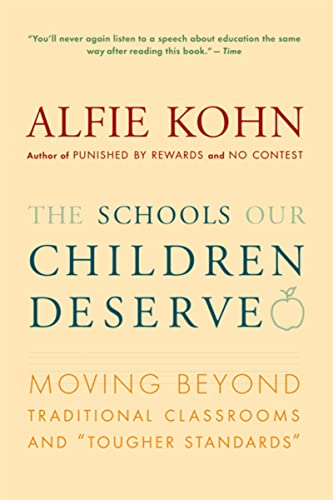 “You’ll never again listen to a speech about education the same
way after reading this book.” — Time
ALFIE KOHN
Author of PUNISHED BY REWARDS and NO CONTEST
THE SCHOOLS OUR
CHILDREN
DESERVE
MOVING BEYOND
TRADITIONAL CLASSROOMS
AND “TOUGHER STANDARDS”